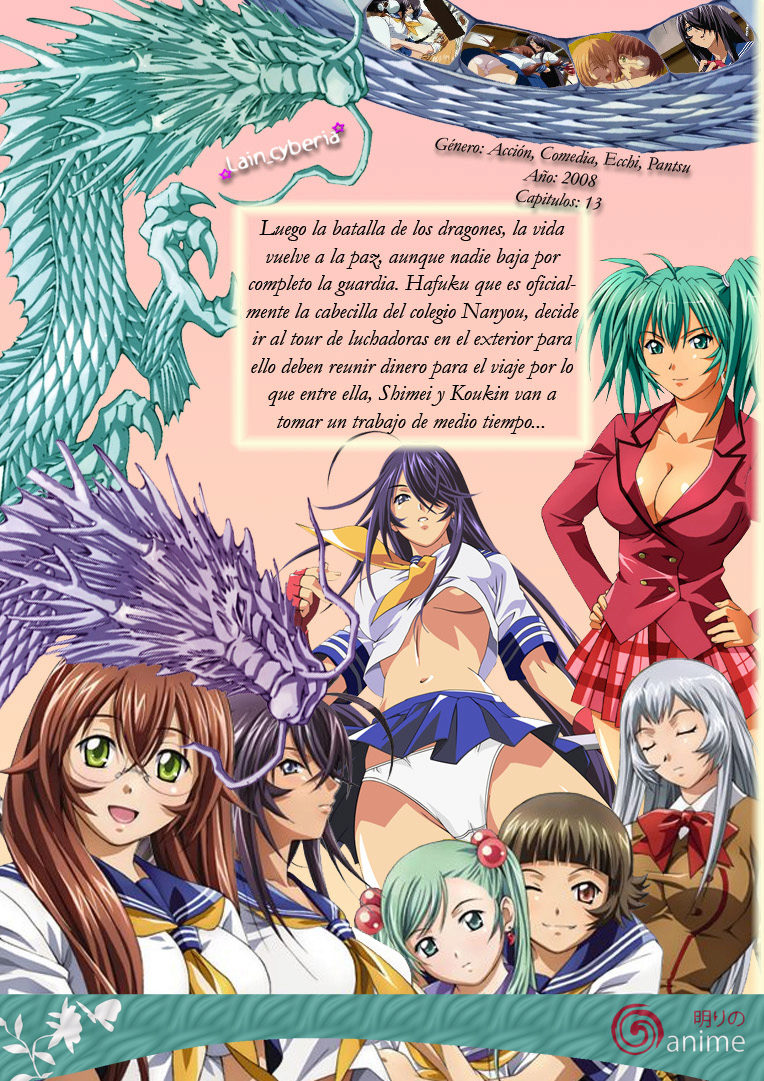 Lain_cyberia
Género: Acción, Comedia, Ecchi, Pantsu
Año: 2008
Capitulos: 13
Luego la batalla de los dragones, la vida
vuelve a la paz, aunque nadie baja por
completo la guardia. Hafuku que es oficial-
mente la cabecilla del colegio Nanyou, decide
ir al tour de luchadoras en el exterior para
ello deben reunir dinero para el viaje por lo
que entre ella, Shimei y Koukin van a
tomar un trabajo de medio tiempo...
明りの
anime